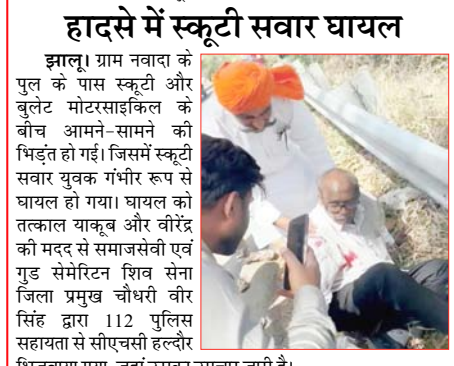 हादसे में स्कूटी सवार घायल
झालू। ग्राम नवादा के
पुल के पास स्कूटी और
बुलेट मोटरसाइकिल के
बीच आमने-सामने की
भिड़ंत हो गई। जिसमें स्कूटी
सवार युवक गंभीर रूप से
घायल हो गया। घायल को
तत्काल याकूब और वीरेंद्र
की मदद से समाजसेवी एवं
गुड सेमेरिटन शिव सेना
जिला प्रमुख चौधरी वीर
सिंह द्वारा 112 पुलिस
सहायता से सीएचसी हल्दौर